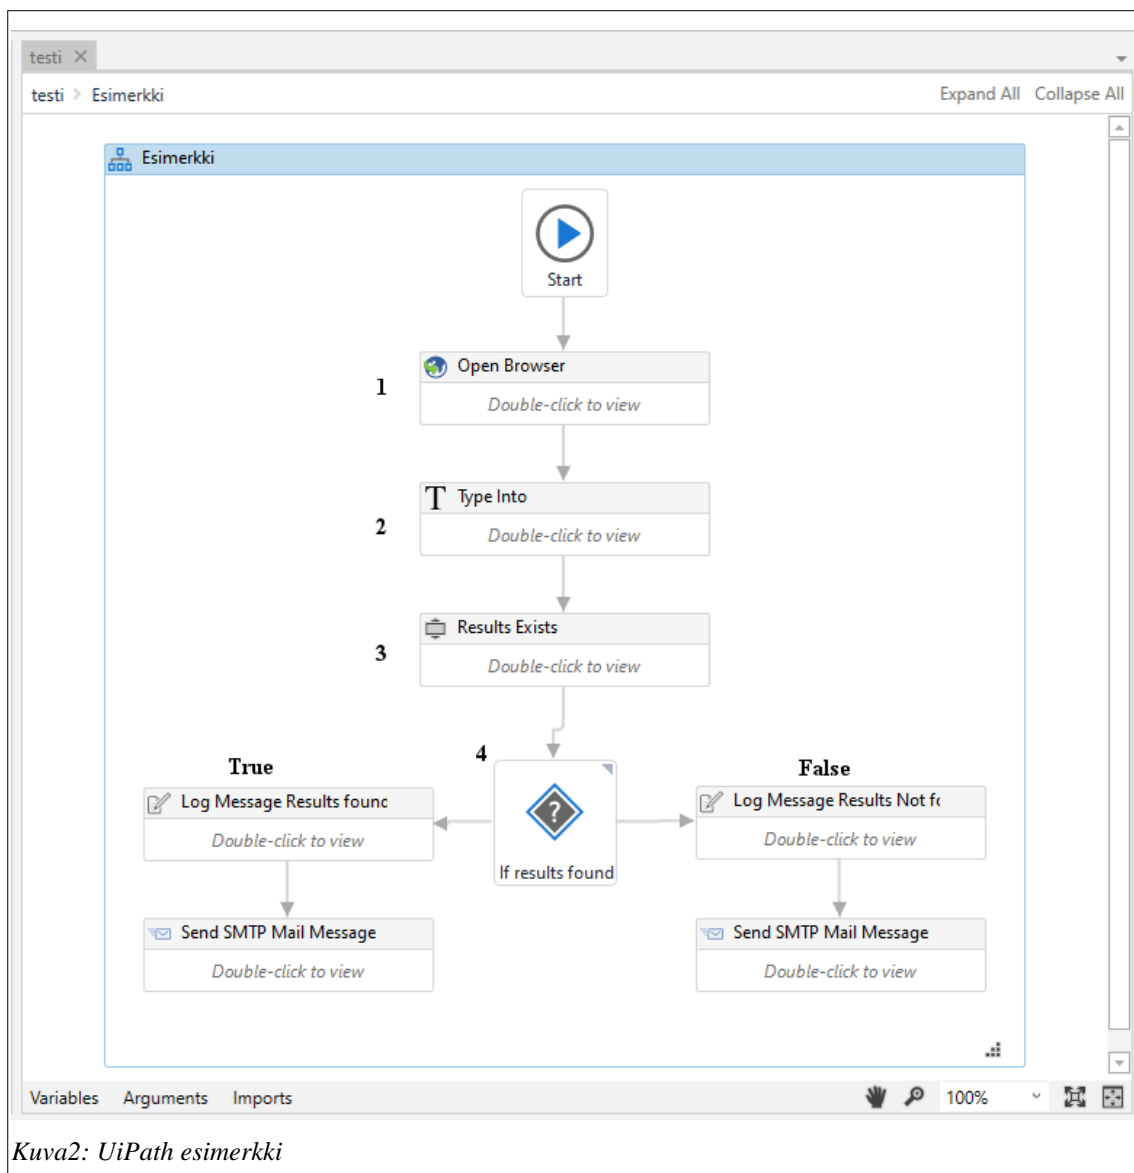 testi
testi > Esimerkki
Expand All Collapse All
Esimerkki
Start
Open Browser
1
Double-click to view
T Type Into
2
Double-click to view
Results Exists
3
Double-click to view
4
True
False
Log Message Results found
Log Message Results Not fo
Double-click to view
Double-click to view
?
If results found
Send SMTP Mail Message
Send SMTP Mail Message
Double-click to view
Double-click to view
Variables Arguments Imports
100%
Kuva2: UiPath esimerkki